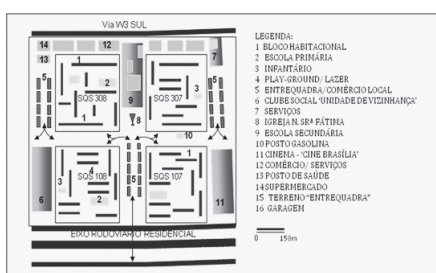 Via W3 SUL
14
12
13
7
1
5
2
SQS 308
9
SQS 307
3
5
1
8
10
1
4
SQS 108
3
2
SQS 107
6
11
EIXO RODOVIARIO RESIDENCIAL
LEGENDA:
1 BLOCO HABITACIONAL
2 ESCOLA PRIMÁRIA
3 INFANTÁRIO
4 PLAY-GROUND/ LAZER
5 ENTREQUADRA/COMÉRCIO LOCAL
6 CLUBE SOCIAL 'UNIDADE DE VIZINHANÇA'
7 SERVIÇOS
8 IGREJA N. SRª FÁTIMA
9 ESCOLA SECUNDÁRIA
10 POSTO GASOLINA
11 CINEMA - 'CINE BRASÍLIA'
12 COMÉRCIO/ SERVIÇOS
13 POSTO DE SAÚDE
14 SUPERMERCADO
15 TERRENO "ENTREQUADRA"
16 GARAGEM
0 150m